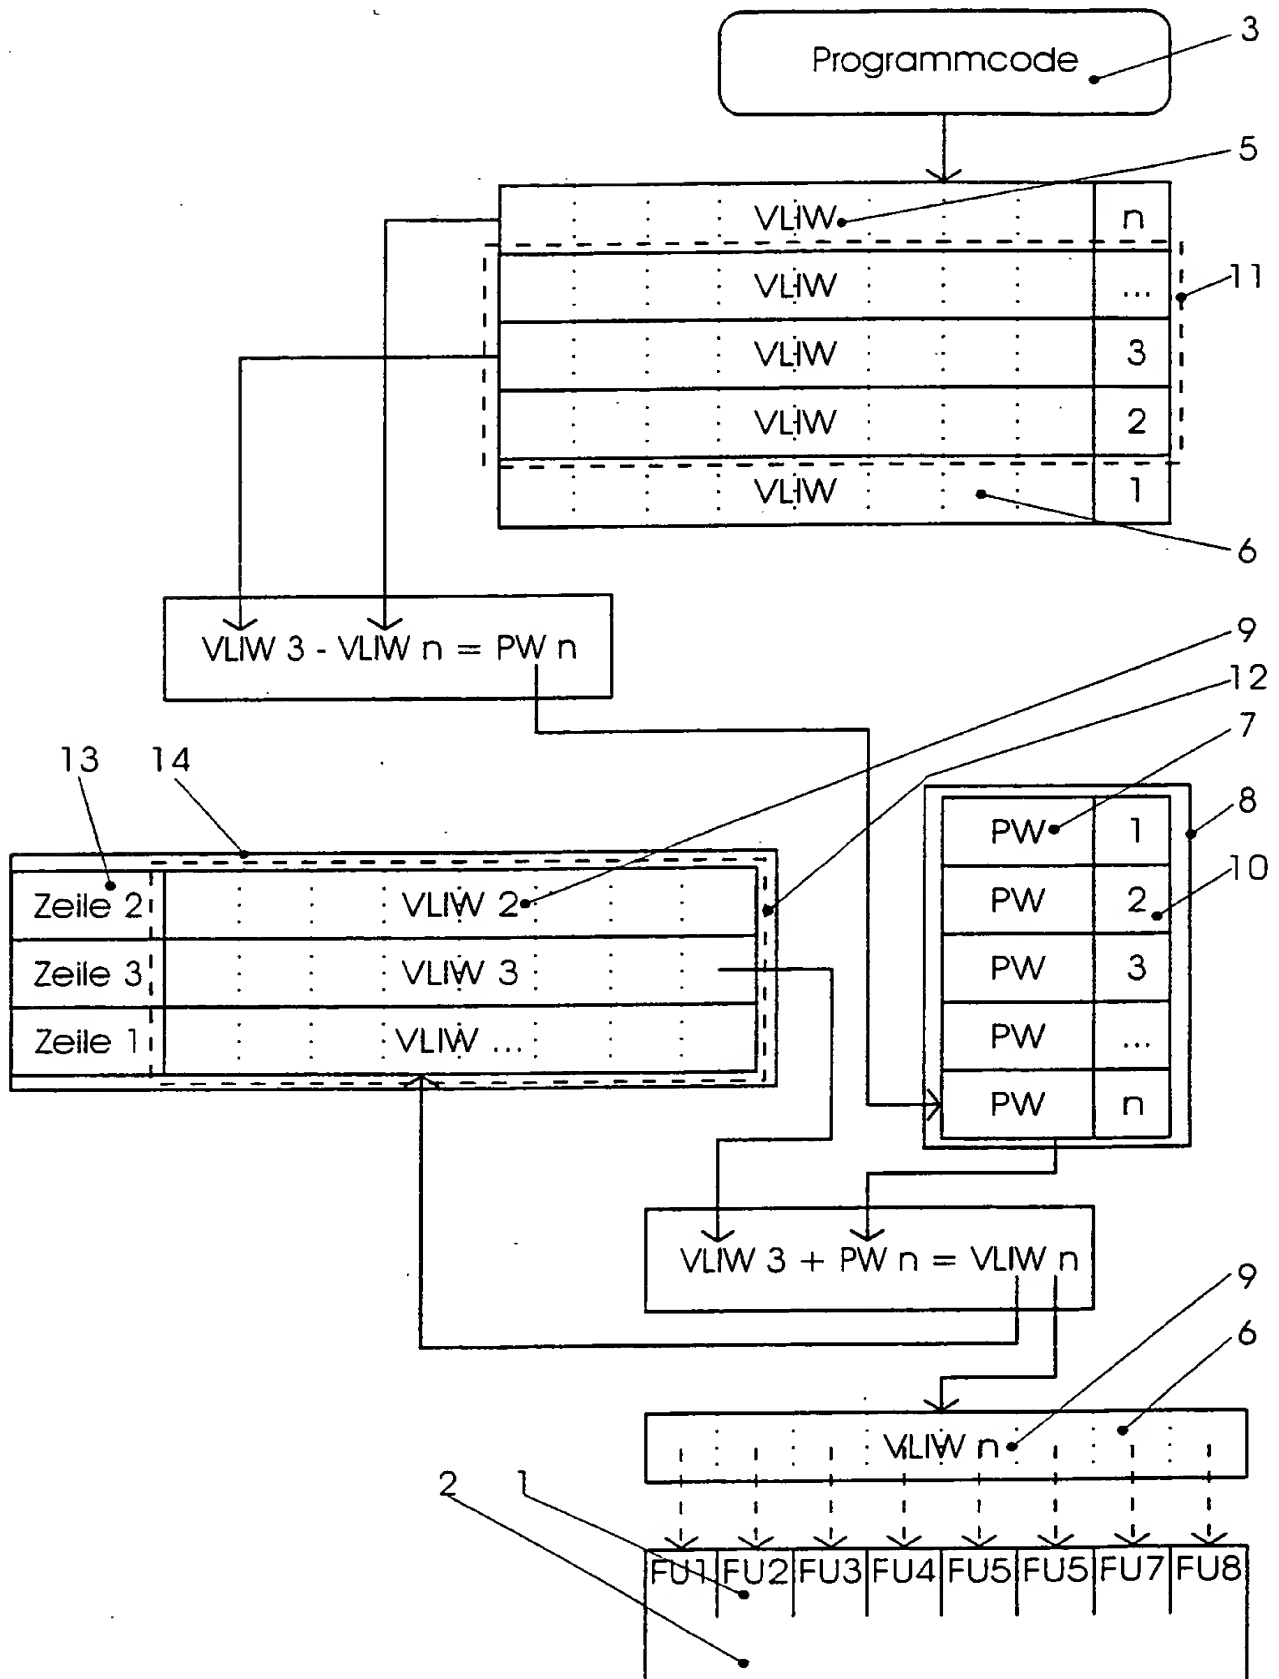 Programmcode
3
5
VLIW n
VLIW ...
11
VLIW 3
VLIW 2
VLIW 1
6
VLIW 3 - VLIW n = PW n
9
12
7
13 14
8
PW 1
Zeile 2 VLIW 2
PW 2
10
Zeile 3 VLIW 3
PW 3
Zeile 1 VLIW ...
PW ...
PW n
VLIW 3 + PW n = VLIW n
9
6
VLIW n
2 1
FU1 FU2 FU3 FU4 FU5 FU5 FU7 FU8